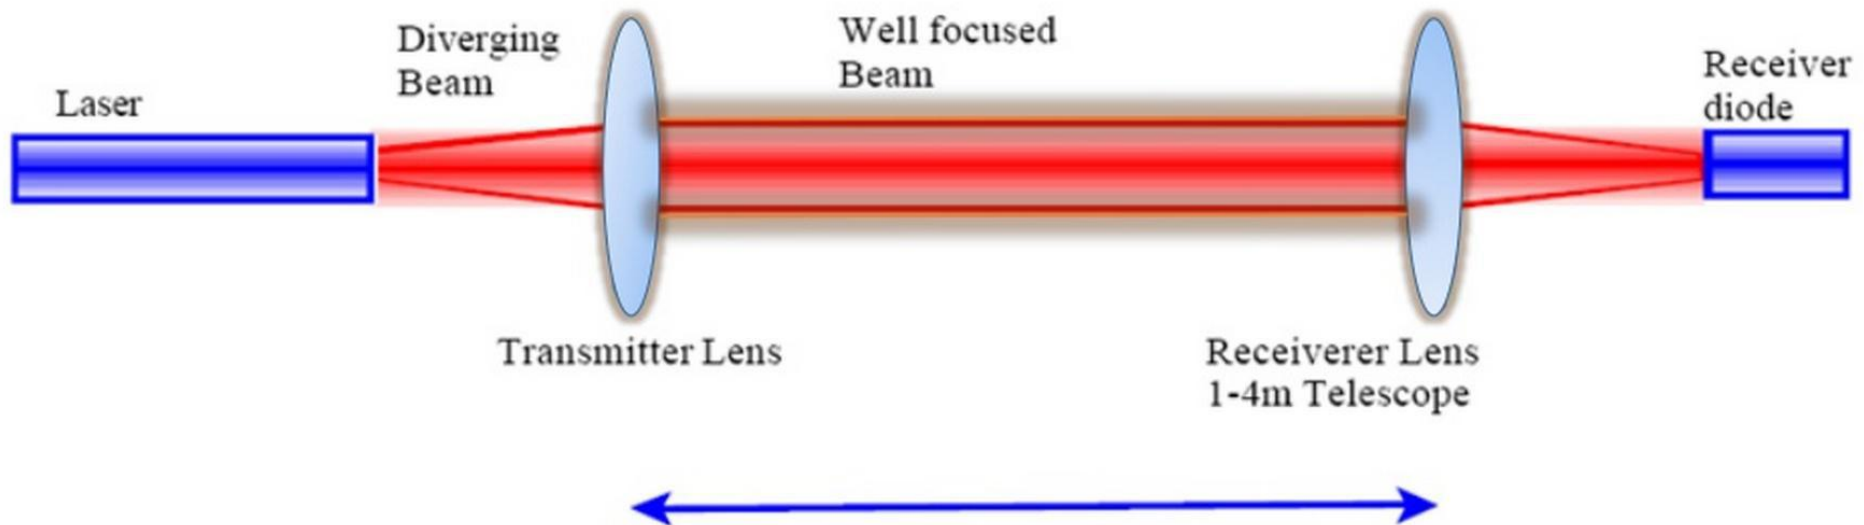 Laser
Diverging
Beam
Well focused
Beam
Receiver
diode
Transmitter Lens
Receiverer Lens
1-4m Telescope